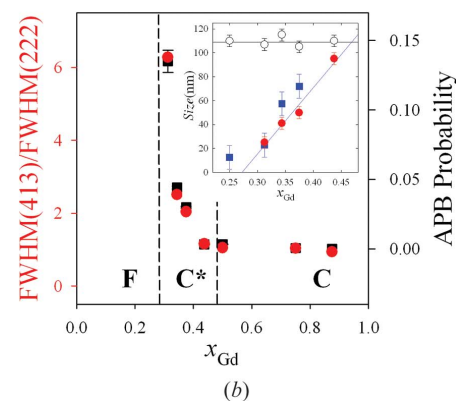 FWHM(413)/FWHM(222)
6
4
2
0
0.15
0.10
0.05
0.00
APB Probability
Size(nm)
120
100
80
60
40
20
0
0.25 0.30 0.35 0.40 0.45
xGd
F C* C
0.0 0.2 0.4 0.6 0.8 1.0
xGd
(b)